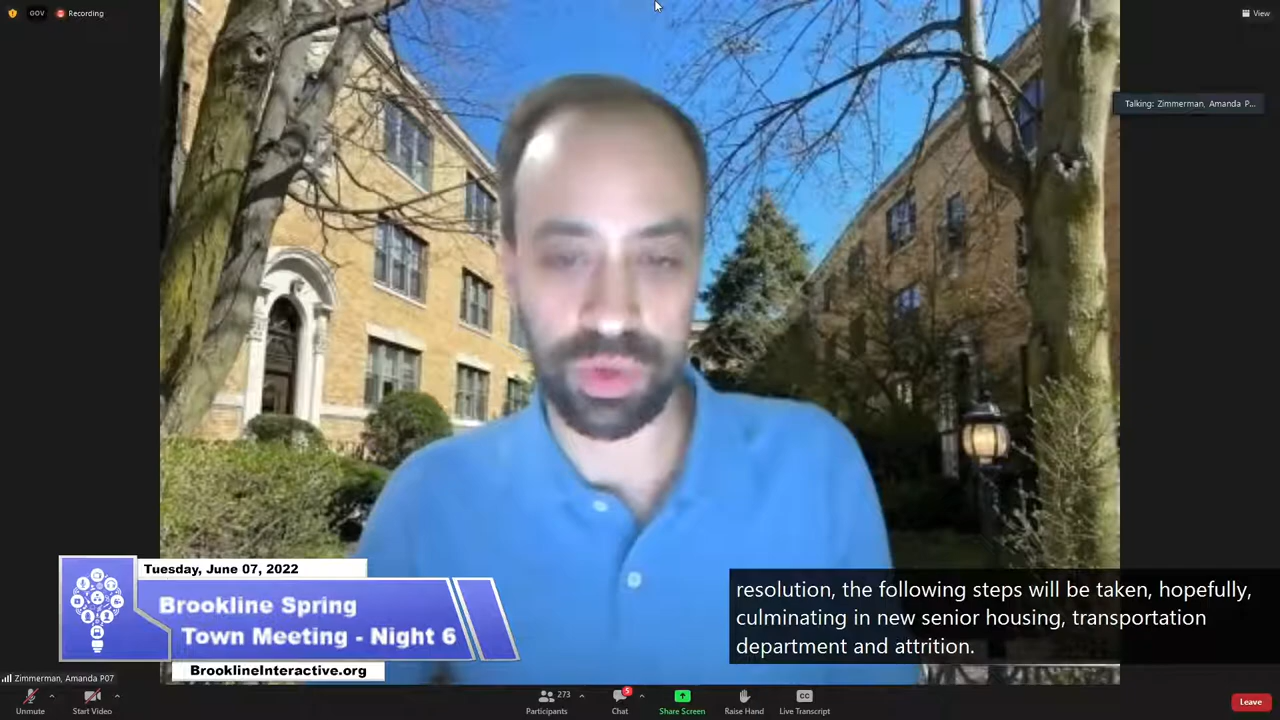 GOV
Recording
View
Talking: Zimmerman, Amanda P...
Tuesday, June 07, 2022
Brookline Spring
Town Meeting - Night 6
BrooklineInteractive.org
resolution, the following steps will be taken, hopefully,
culminating in new senior housing, transportation
department and attrition.
Zimmerman, Amanda P07
Unmute
Start Video
273
Participants
5
Chat
Share Screen
Raise Hand
CC
Live Transcript
Leave